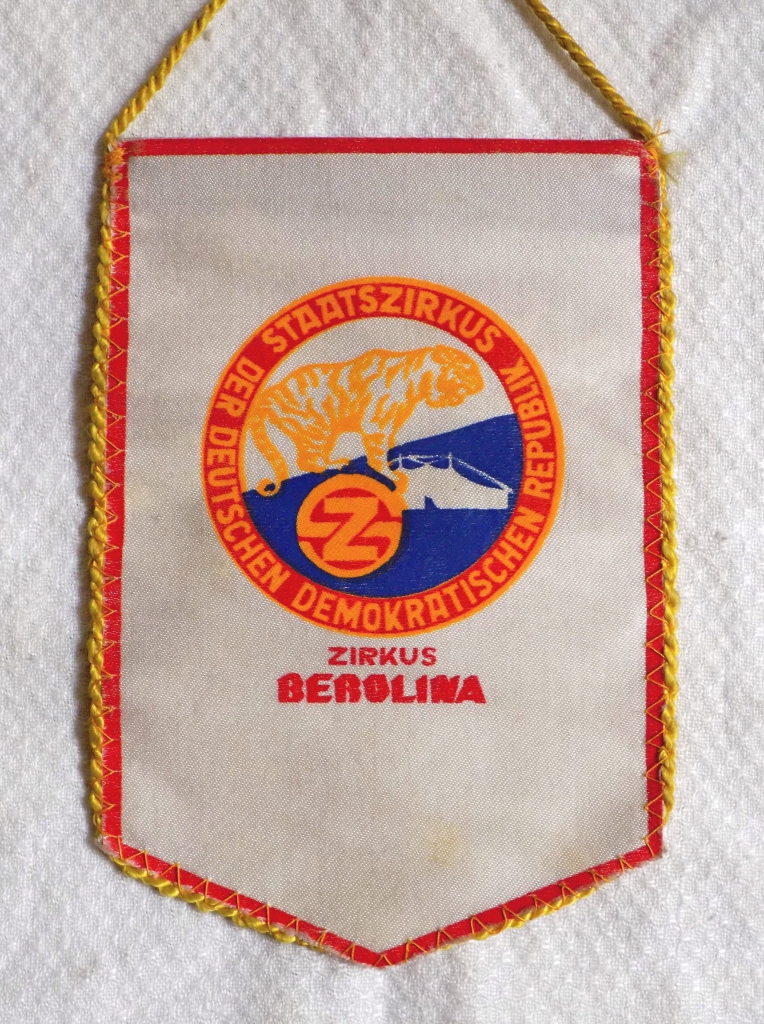 STAATSZIRKUS DER DEUTSCHEN DEMOKRATISCHEN REPUBLIK
Z
ZIRKUS
BEROLINA